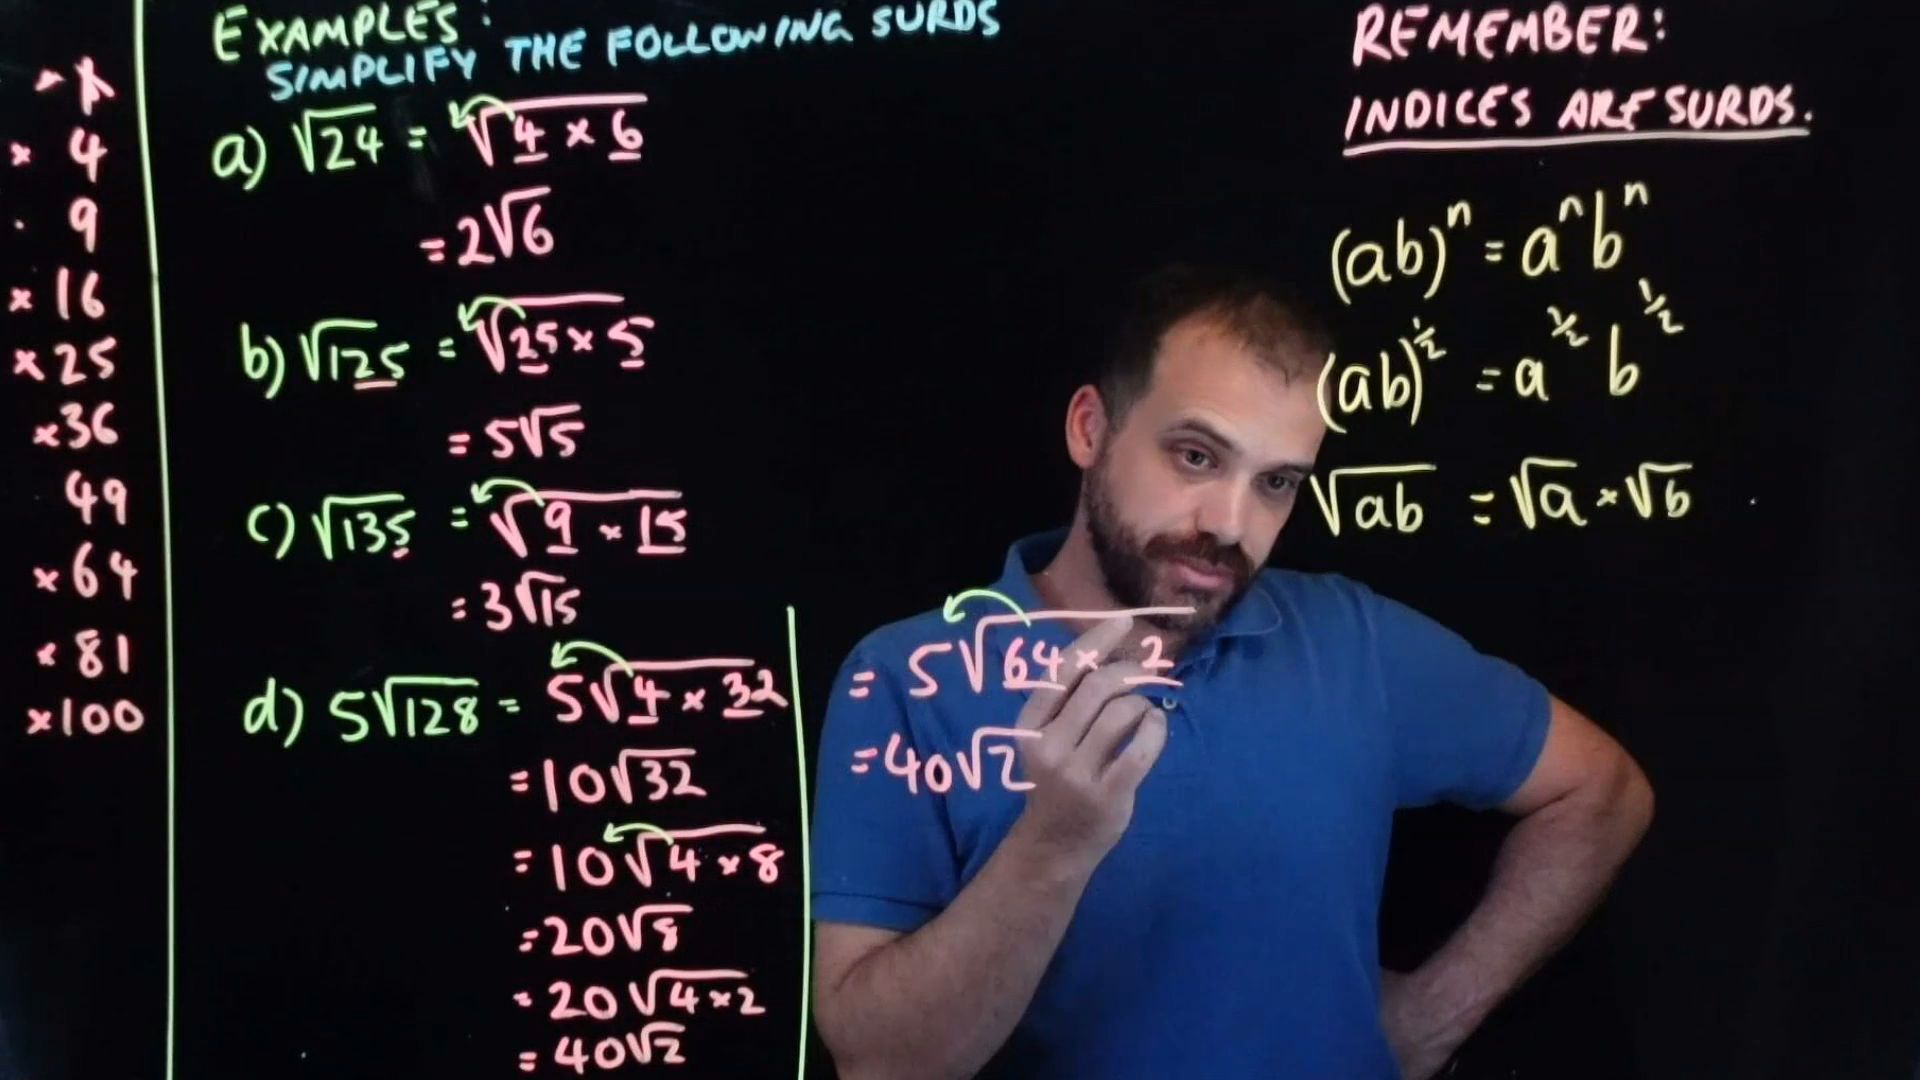 EXAMPLES:
SIMPLIFY THE FOLLOWING SURDS
× 4
· 9
× 16
× 25
× 36
49
× 64
× 81
× 100
a) √24 = √4 × 6
= 2√6
b) √125 = √25 × 5
= 5√5
c) √135 = √9 × 15
= 3√15
d) 5√128 = 5√4 × 32
= 10√32
= 10√4 × 8
= 20√8
= 20√4 × 2
= 40√2
= 5√64 × 2
= 40√2
REMEMBER:
INDICES ARE SURDS.
(ab)ⁿ = aⁿbⁿ
(ab)^½ = a^½ b^½
√ab = √a × √b